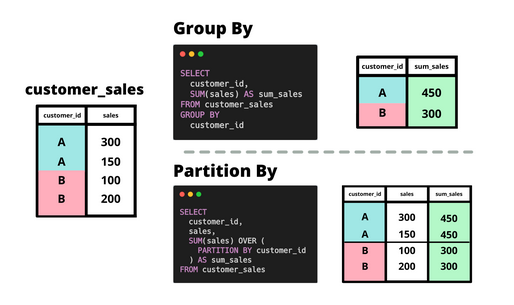 customer_sales
customer_id sales
A 300
A 150
B 100
B 200
Group By
SELECT
customer_id,
SUM(sales) AS sum_sales
FROM customer_sales
GROUP BY
customer_id
customer_id sum_sales
A 450
B 300
Partition By
SELECT
customer_id,
sales,
SUM(sales) OVER (
PARTITION BY customer_id
) AS sum_sales
FROM customer_sales
customer_id sales sum_sales
A 300 450
A 150 450
B 100 300
B 200 300